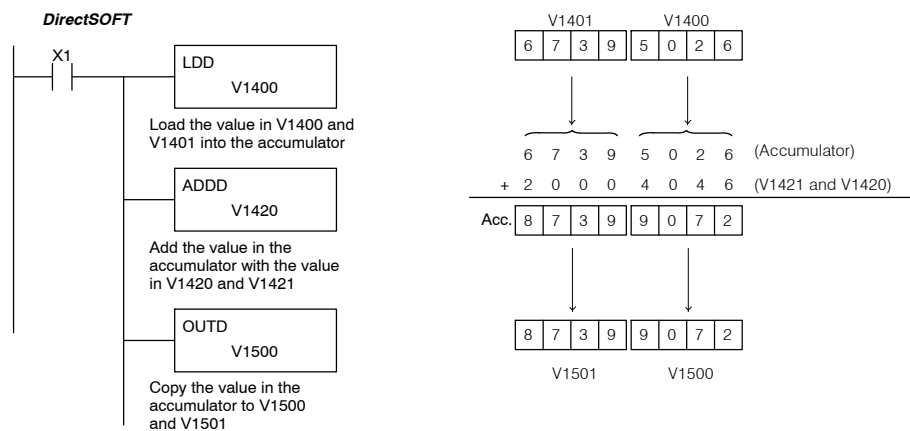 DirectSOFT
X1
LDD
V1400
Load the value in V1400 and
V1401 into the accumulator
ADDD
V1420
Add the value in the
accumulator with the value
in V1420 and V1421
OUTD
V1500
Copy the value in the
accumulator to V1500
and V1501
V1401 V1400
6 7 3 9 5 0 2 6
6 7 3 9 5 0 2 6 (Accumulator)
+ 2 0 0 0 4 0 4 6 (V1421 and V1420)
Acc. 8 7 3 9 9 0 7 2
8 7 3 9 9 0 7 2
V1501 V1500